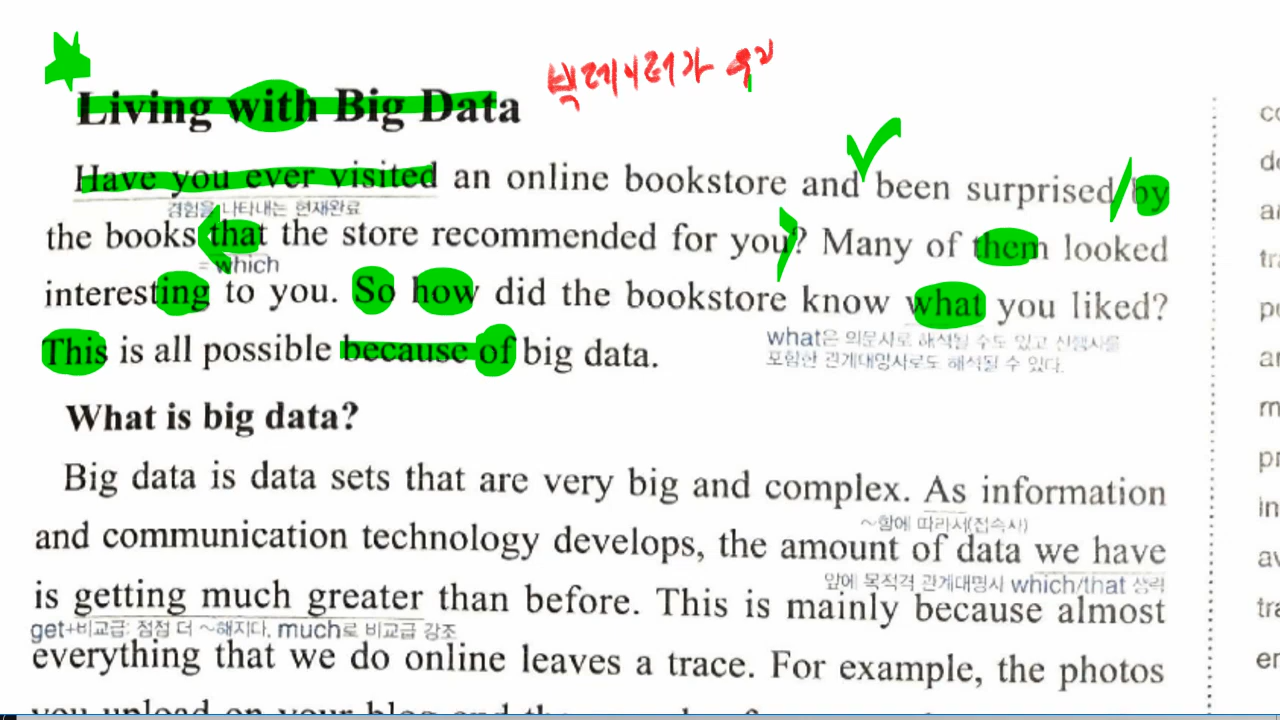 빅데이터가 우리
Living with Big Data
Have you ever visited an online bookstore and been surprised by
경험을 나타내는 현재완료
the books that the store recommended for you? Many of them looked
= which
interesting to you. So how did the bookstore know what you liked?
what은 의문사로 해석될 수도 있고 선행사를
This is all possible because of big data.
포함한 관계대명사로도 해석될 수 있다.
What is big data?
Big data is data sets that are very big and complex. As information
~함에 따라서(접속사)
and communication technology develops, the amount of data we have
앞에 목적격 관계대명사 which/that 생략
is getting much greater than before. This is mainly because almost
get+비교급: 점점 더 ~해지다, much로 비교급 강조
everything that we do online leaves a trace. For example, the photos
you upload on your blog and the